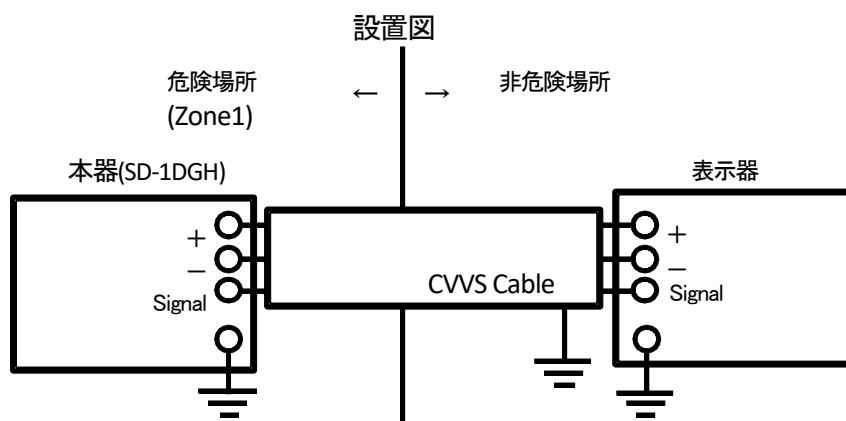 設置図
危険場所
(Zone1)
← →
非危険場所
本器(SD-1DGH)
表示器
+
−
Signal
CVVS Cable
+
−
Signal